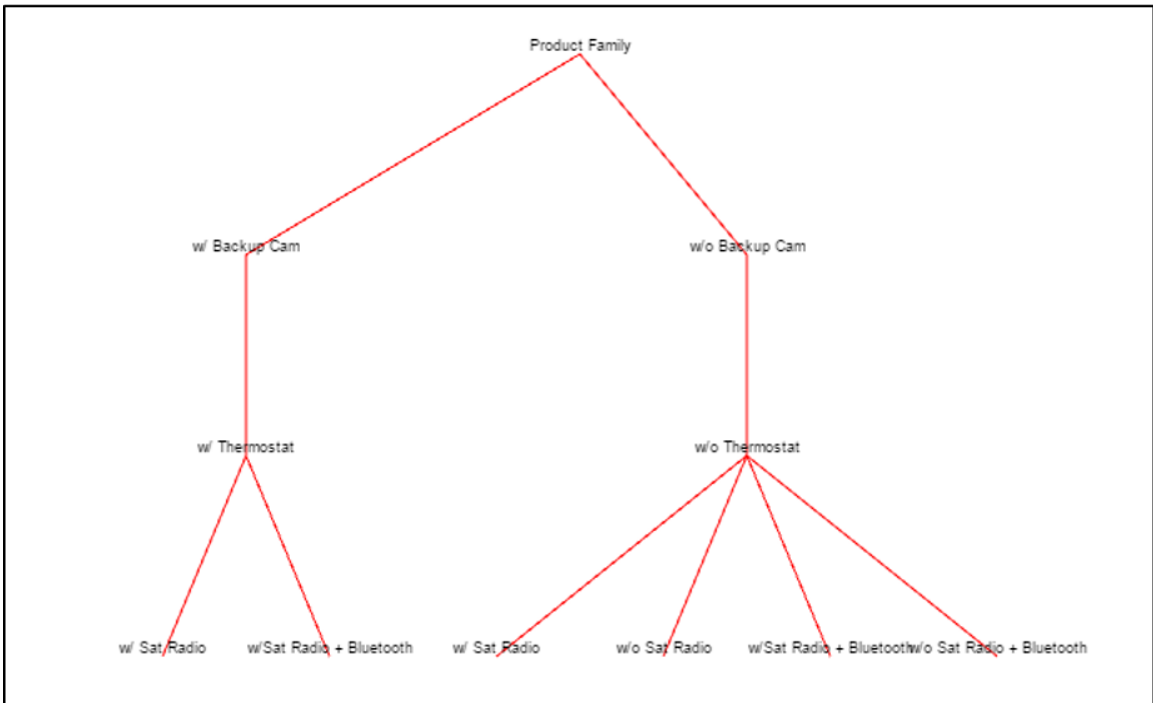 Product Family
w/ Backup Cam
w/o Backup Cam
w/ Thermostat
w/o Thermostat
w/ Sat Radio
w/Sat Radio + Bluetooth
w/ Sat Radio
w/o Sat Radio
w/Sat Radio + Bluetooth
w/o Sat Radio + Bluetooth